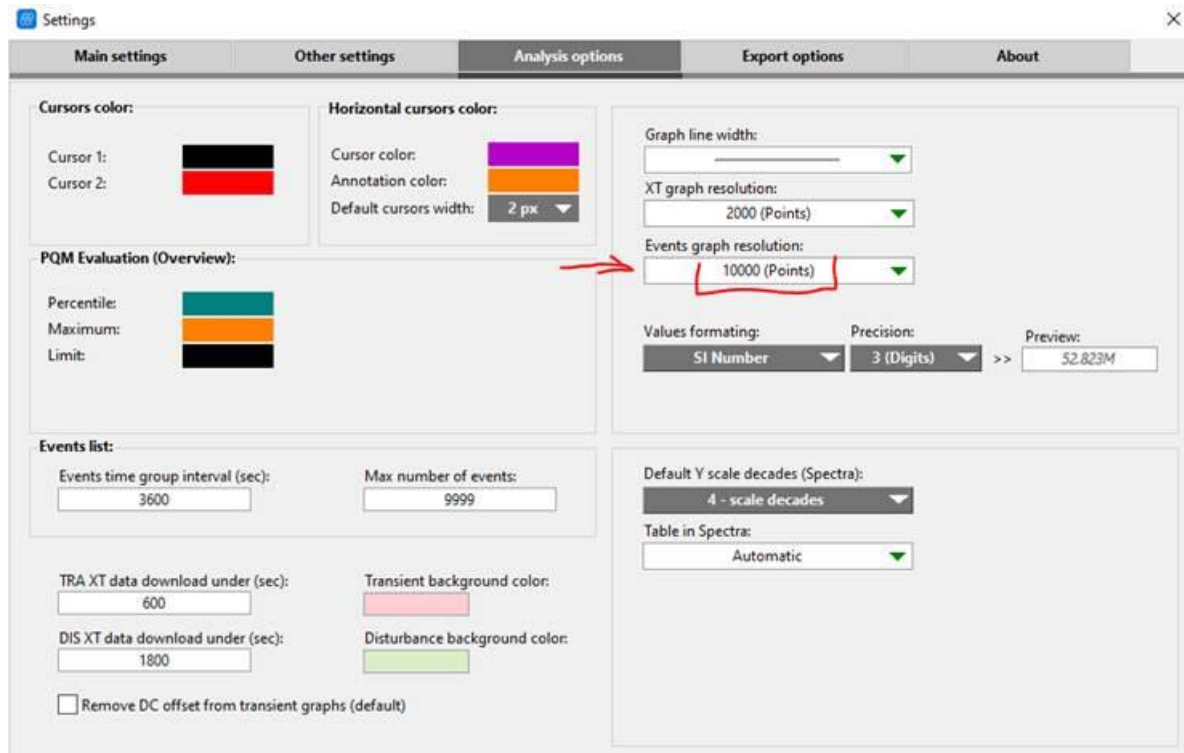 Settings
Main settings
Other settings
Analysis options
Export options
About
Cursors color:
Cursor 1:
Cursor 2:
Horizontal cursors color:
Cursor color:
Annotation color:
Default cursors width: 2 px
Graph line width:
XT graph resolution:
2000 (Points)
Events graph resolution:
10000 (Points)
Values formating: Precision: Preview:
SI Number 3 (Digits) >> 52.823M
PQM Evaluation (Overview):
Percentile:
Maximum:
Limit:
Events list:
Events time group interval (sec): Max number of events:
3600 9999
TRA XT data download under (sec): Transient background color:
600
DIS XT data download under (sec): Disturbance background color:
1800
Remove DC offset from transient graphs (default)
Default Y scale decades (Spectra):
4 - scale decades
Table in Spectra:
Automatic